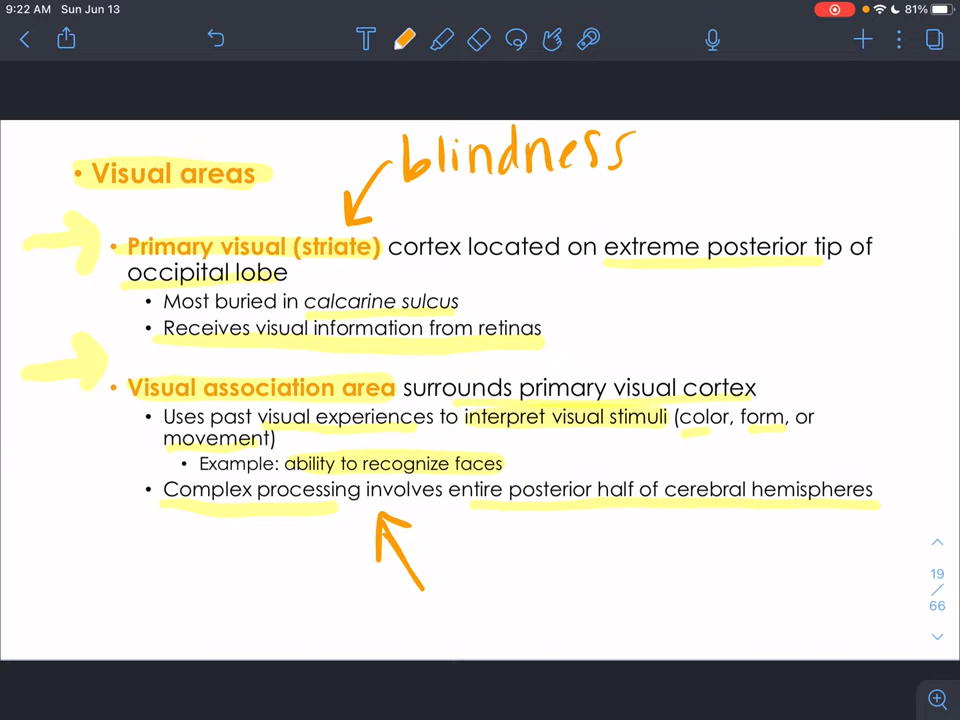 9:22 AM Sun Jun 13
81%
T
blindness
• Visual areas
• Primary visual (striate) cortex located on extreme posterior tip of
occipital lobe
• Most buried in calcarine sulcus
• Receives visual information from retinas
• Visual association area surrounds primary visual cortex
• Uses past visual experiences to interpret visual stimuli (color, form, or
movement)
• Example: ability to recognize faces
• Complex processing involves entire posterior half of cerebral hemispheres
19
/
66